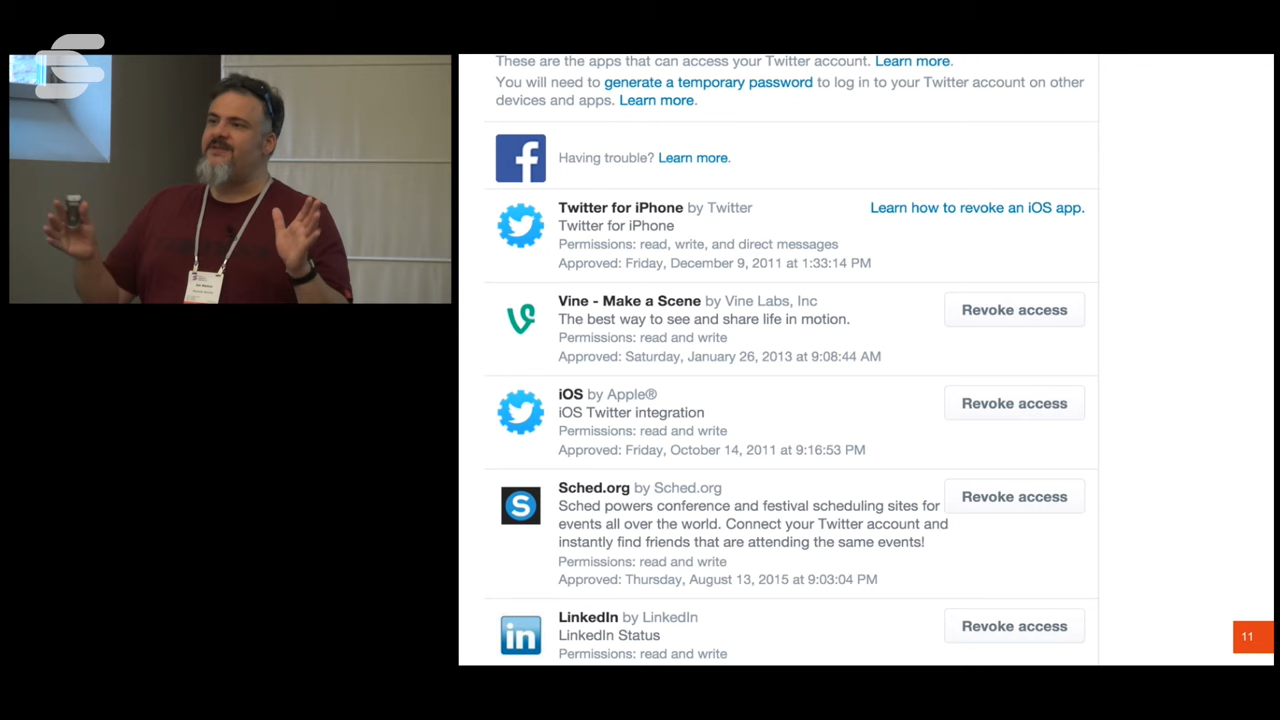 These are the apps that can access your Twitter account. Learn more.
You will need to generate a temporary password to log in to your Twitter account on other
devices and apps. Learn more.
Having trouble? Learn more.
Twitter for iPhone by Twitter
Learn how to revoke an iOS app.
Twitter for iPhone
Permissions: read, write, and direct messages
Approved: Friday, December 9, 2011 at 1:33:14 PM
Vine - Make a Scene by Vine Labs, Inc
Revoke access
The best way to see and share life in motion.
Permissions: read and write
Approved: Saturday, January 26, 2013 at 9:08:44 AM
iOS by Apple®
Revoke access
iOS Twitter integration
Permissions: read and write
Approved: Friday, October 14, 2011 at 9:16:53 PM
Sched.org by Sched.org
Revoke access
Sched powers conference and festival scheduling sites for
events all over the world. Connect your Twitter account and
instantly find friends that are attending the same events!
Permissions: read and write
Approved: Thursday, August 13, 2015 at 9:03:04 PM
LinkedIn by LinkedIn
Revoke access
LinkedIn Status
Permissions: read and write
11